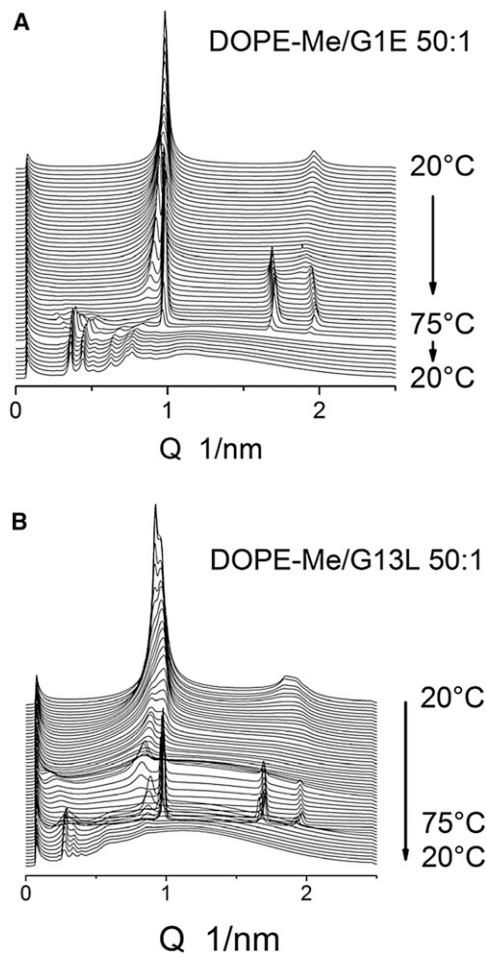 A
DOPE-Me/G1E 50:1
20°C
75°C
20°C
0 1 2
Q 1/nm
B
DOPE-Me/G13L 50:1
20°C
75°C
20°C
0 1 2
Q 1/nm